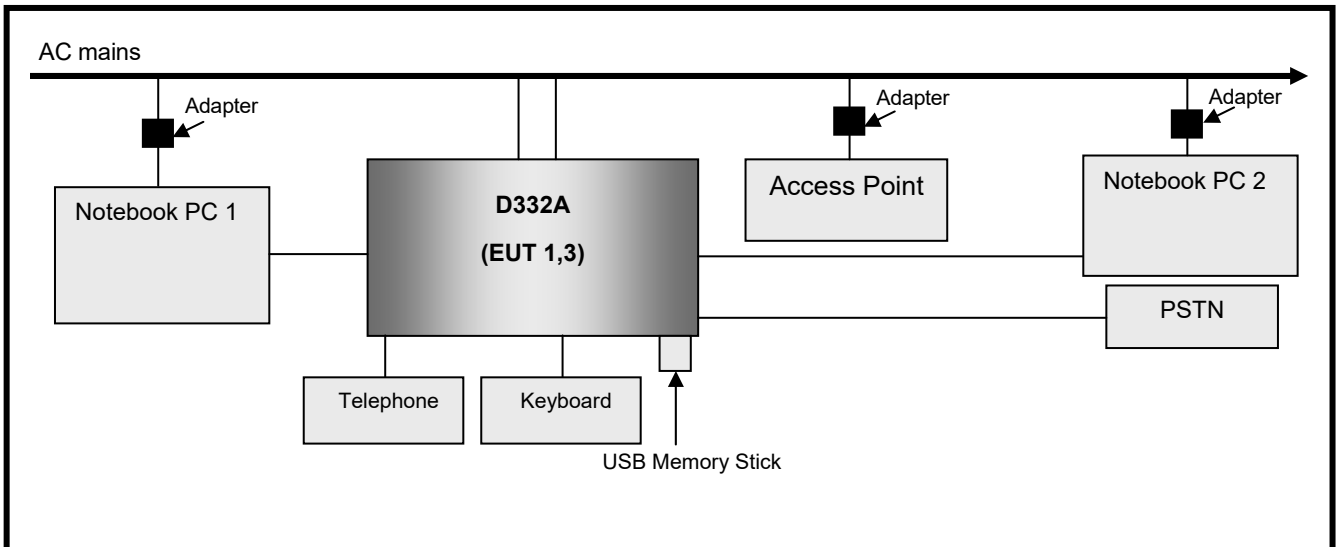 AC mains
Adapter
Adapter
Adapter
Notebook PC 1
D332A
(EUT 1,3)
Access Point
Notebook PC 2
PSTN
Telephone
Keyboard
USB Memory Stick